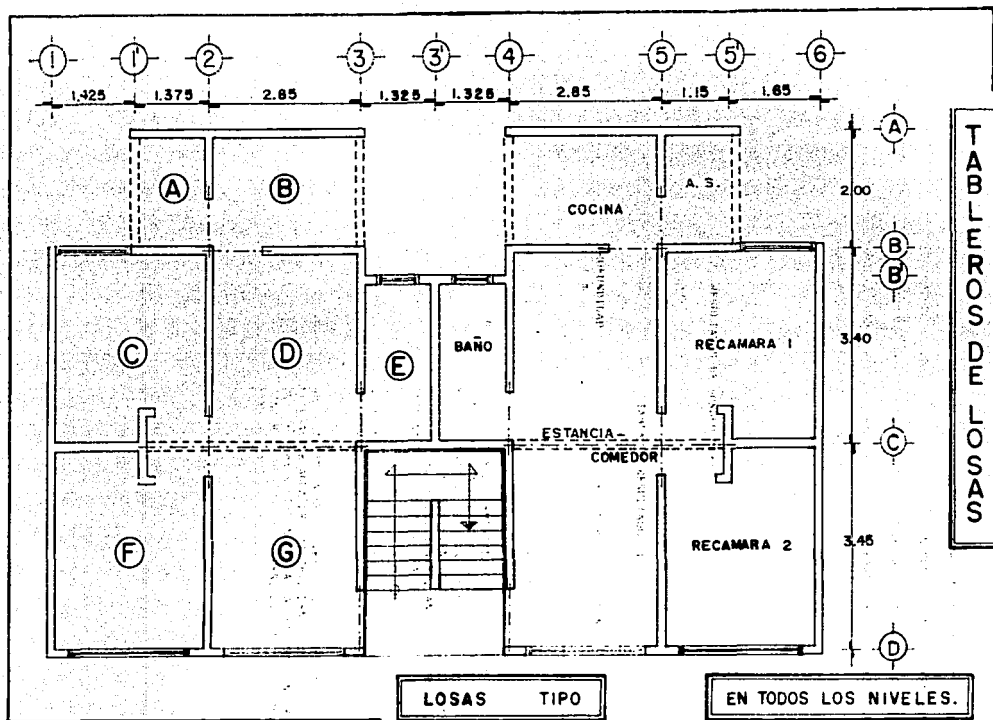 1 1' 2 3 3' 4 5 5' 6
1.425 1.375 2.85 1.325 1.325 2.85 1.15 1.65
A
A B
COCINA
A. S.
2.00
B
B'
C D E
BAÑO
RECAMARA 1
3.40
ESTANCIA-
COMEDOR
C
F G
RECAMARA 2
3.45
D
TABLEROS DE LOSAS
LOSAS TIPO
EN TODOS LOS NIVELES.